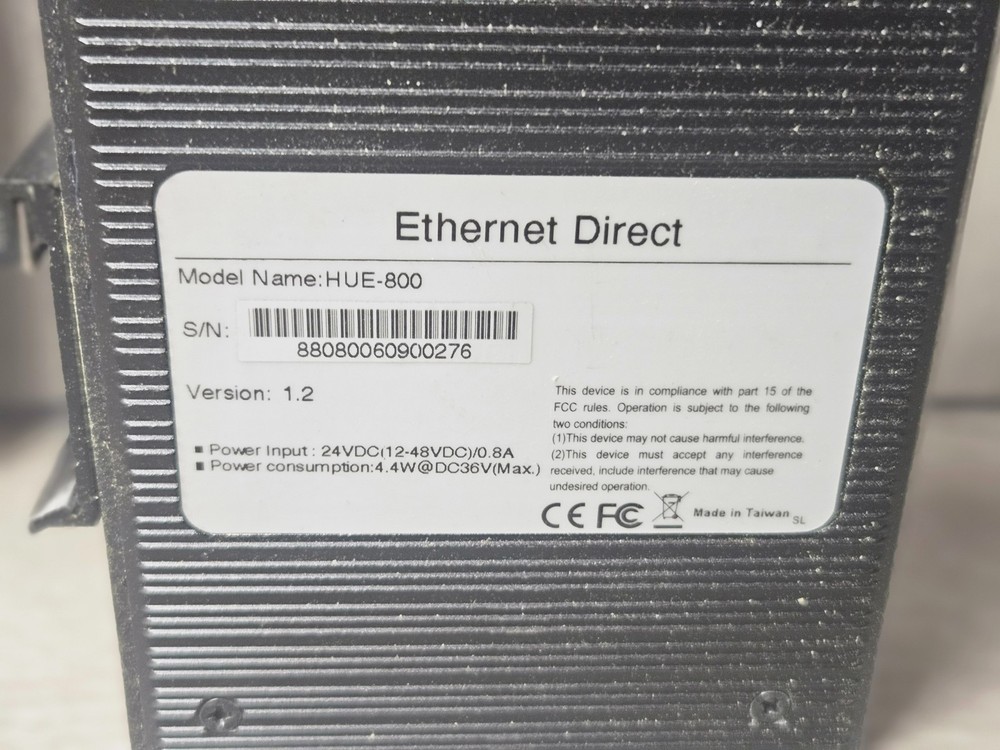 Ethernet Direct
Model Name:HUE-800
S/N:
88080060900276
Version: 1.2
▪ Power Input : 24VDC(12-48VDC)/0.8A
▪ Power consumption:4.4W@DC36V(Max.)
This device is in compliance with part 15 of the
FCC rules. Operation is subject to the following
two conditions:
(1)This device may not cause harmful interference.
(2)This device must accept any interference
received, include interference that may cause
undesired operation.
CE FC Made in Taiwan SL